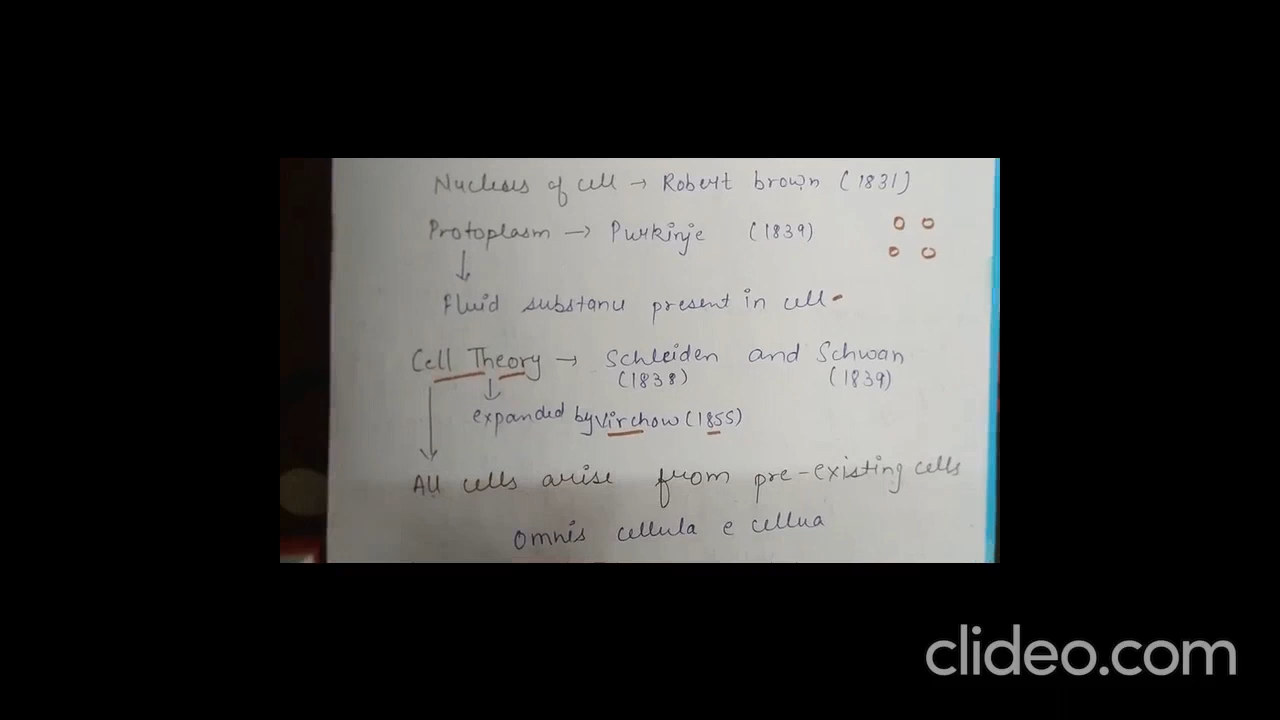 Nucleus of cell → Robert brown (1831)
Protoplasm → Purkinje (1839)
↓
Fluid substance present in cell
Cell Theory → Schleiden and Schwan
(1838) (1839)
expanded by Virchow (1855)
All cells arise from pre-existing cells
omnis cellula e cellua
clideo.com